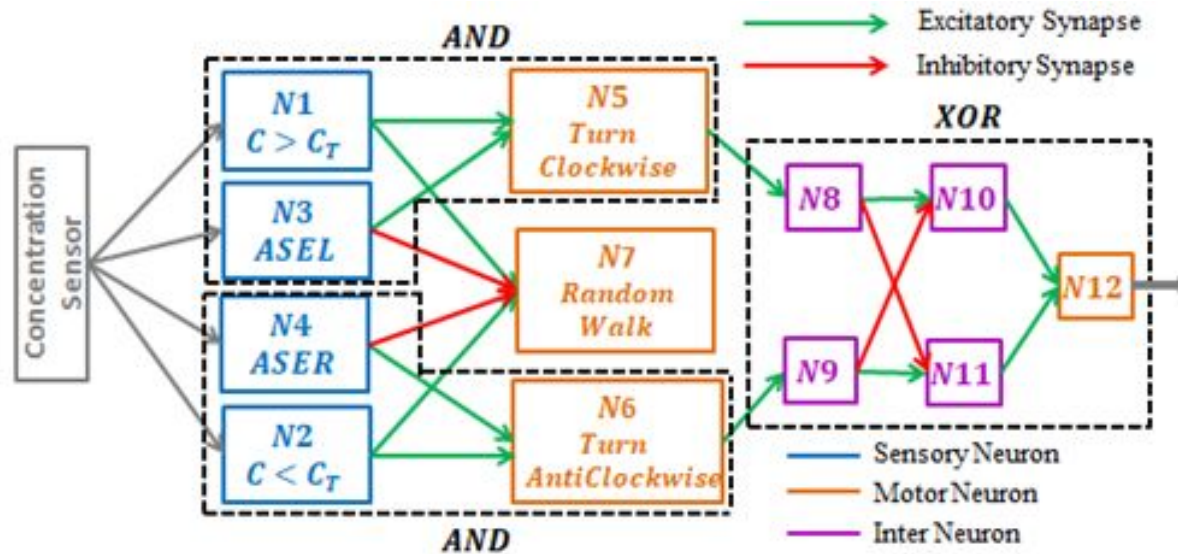 AND
Excitatory Synapse
Inhibitory Synapse
XOR
Concentration
Sensor
N1
C > C_T
N3
ASEL
N4
ASER
N2
C < C_T
N5
Turn
Clockwise
N7
Random
Walk
N6
Turn
AntiClockwise
N8
N10
N12
N9
N11
Sensory Neuron
Motor Neuron
Inter Neuron
AND